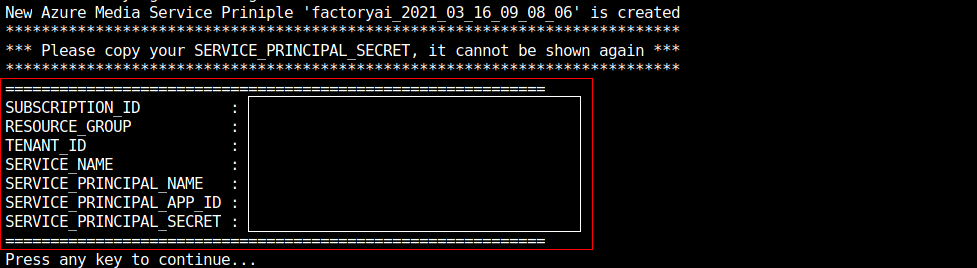 New Azure Media Service Priniple 'factoryai_2021_03_16_09_08_06' is created
***************************************************************************
*** Please copy your SERVICE_PRINCIPAL_SECRET, it cannot be shown again ***
***************************************************************************
============================================================
SUBSCRIPTION_ID          :
RESOURCE_GROUP           :
TENANT_ID                :
SERVICE_NAME             :
SERVICE_PRINCIPAL_NAME   :
SERVICE_PRINCIPAL_APP_ID :
SERVICE_PRINCIPAL_SECRET :
============================================================
Press any key to continue...